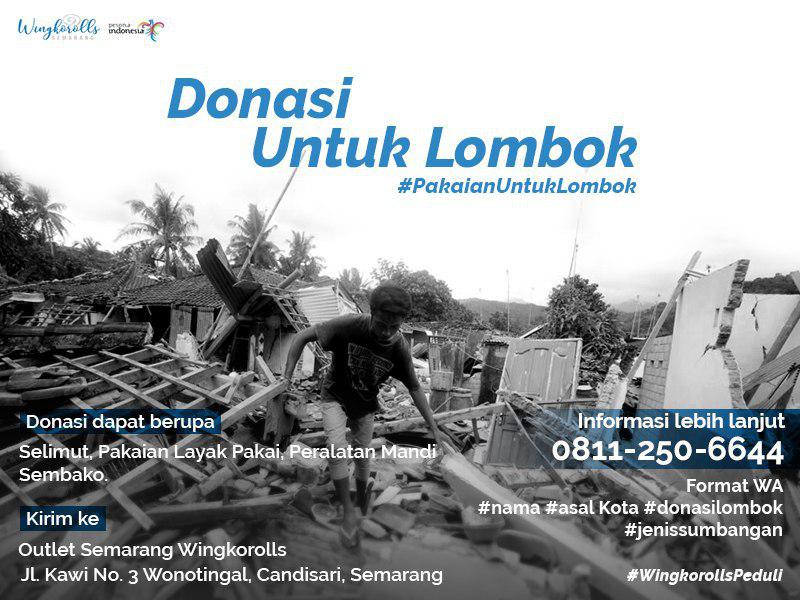 Wingkorolls
SEMARANG
pesona
indonesia
Donasi
Untuk Lombok
#PakaianUntukLombok
Donasi dapat berupa
Selimut, Pakaian Layak Pakai, Peralatan Mandi
Sembako.
Kirim ke
Outlet Semarang Wingkorolls
Jl. Kawi No. 3 Wonotingal, Candisari, Semarang
Informasi lebih lanjut
0811-250-6644
Format WA
#nama #asal Kota #donasilombok
#jenissumbangan
#WingkorollsPeduli